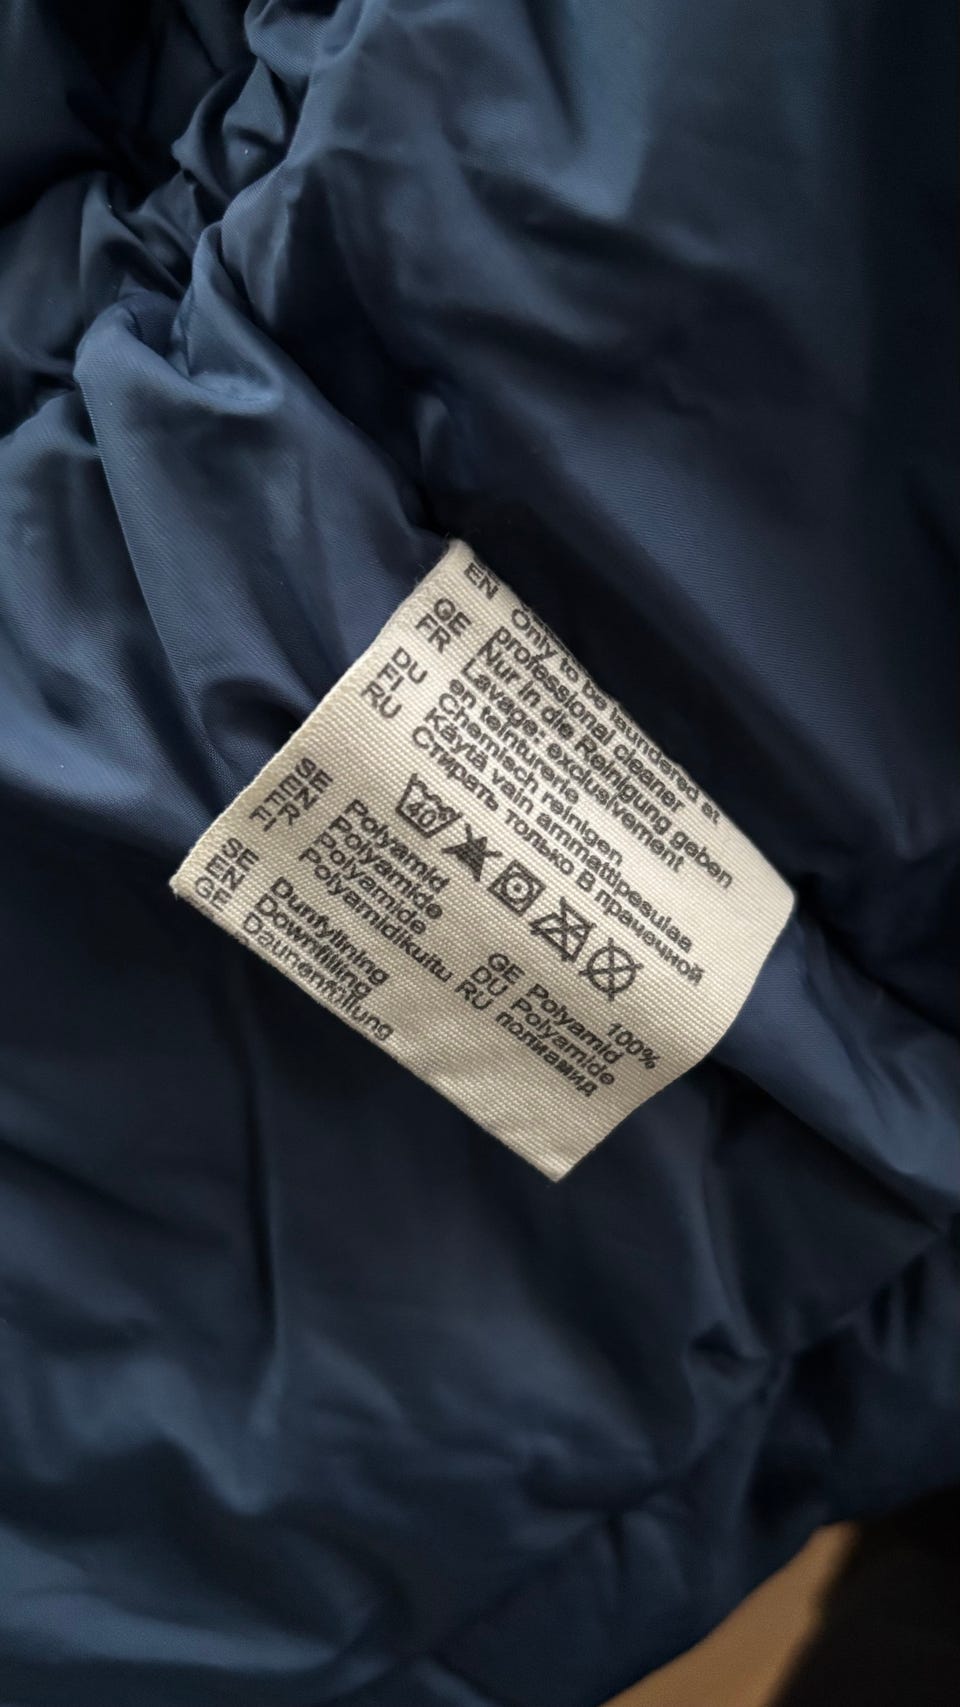 EN Only to be laundered at
professional cleaner
GE Nur in die Reinigung geben
FR Lavage: exclusivement
en teinturerie
DU Chemisch reinigen
FI Käytä vain ammattipesulaa
RU Стирать только в прачечной
40
100%
SE Polyamid GE Polyamid
EN Polyamide DU Polyamide
FR Polyamide RU полиамид
FI Polyamidikuitu
SE Dunfyllning
EN Downfilling
GE Daunenfüllung